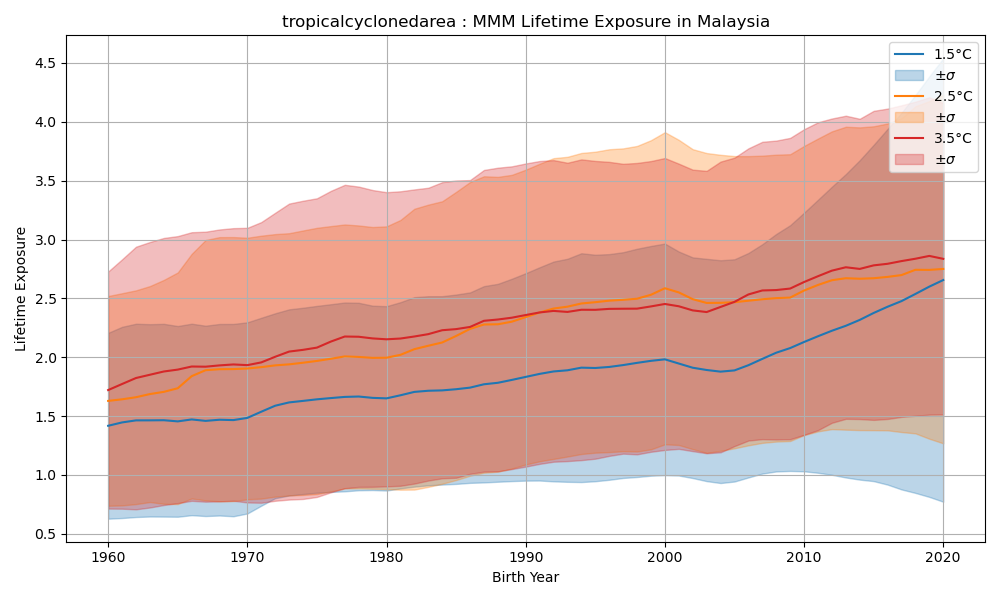 tropicalcyclonedarea : MMM Lifetime Exposure in Malaysia
1.5°C
±σ
2.5°C
±σ
3.5°C
±σ
4.5
4.0
3.5
3.0
2.5
2.0
1.5
1.0
0.5
Lifetime Exposure
1960 1970 1980 1990 2000 2010 2020
Birth Year